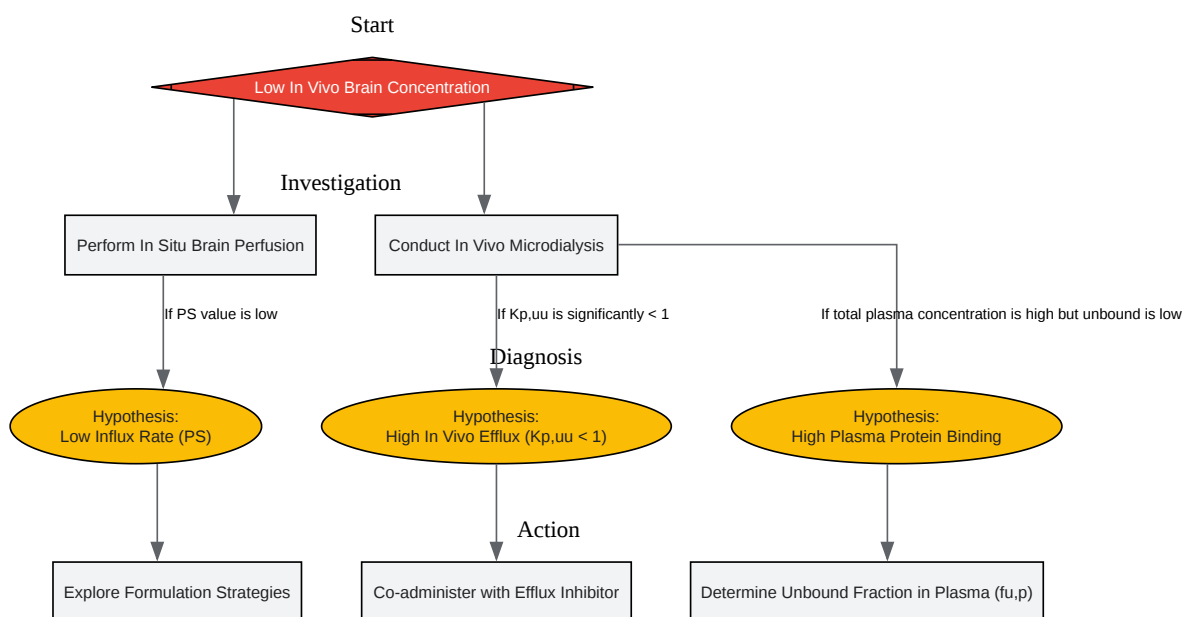 Start
Low In Vivo Brain Concentration
Investigation
Perform In Situ Brain Perfusion
Conduct In Vivo Microdialysis
If PS value is low
If Kp,uu is significantly < 1
If total plasma concentration is high but unbound is low
Diagnosis
Hypothesis:
Low Influx Rate (PS)
Hypothesis:
High In Vivo Efflux (Kp,uu < 1)
Hypothesis:
High Plasma Protein Binding
Action
Explore Formulation Strategies
Co-administer with Efflux Inhibitor
Determine Unbound Fraction in Plasma (fu,p)